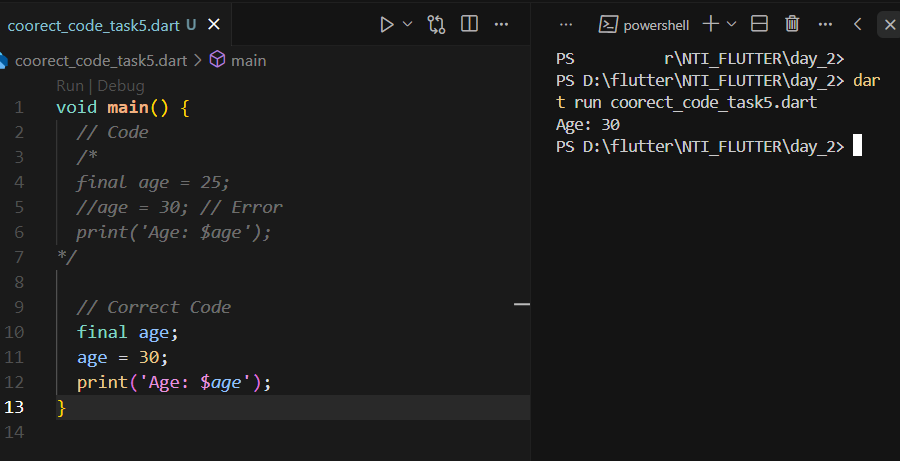 coorect_code_task5.dart U
coorect_code_task5.dart > main
Run | Debug
1 void main() {
2 // Code
3 /*
4 final age = 25;
5 //age = 30; // Error
6 print('Age: $age');
7 */
8
9 // Correct Code
10 final age;
11 age = 30;
12 print('Age: $age');
13 }
14
powershell
PS r\NTI_FLUTTER\day_2>
PS D:\flutter\NTI_FLUTTER\day_2> dar
t run coorect_code_task5.dart
Age: 30
PS D:\flutter\NTI_FLUTTER\day_2>